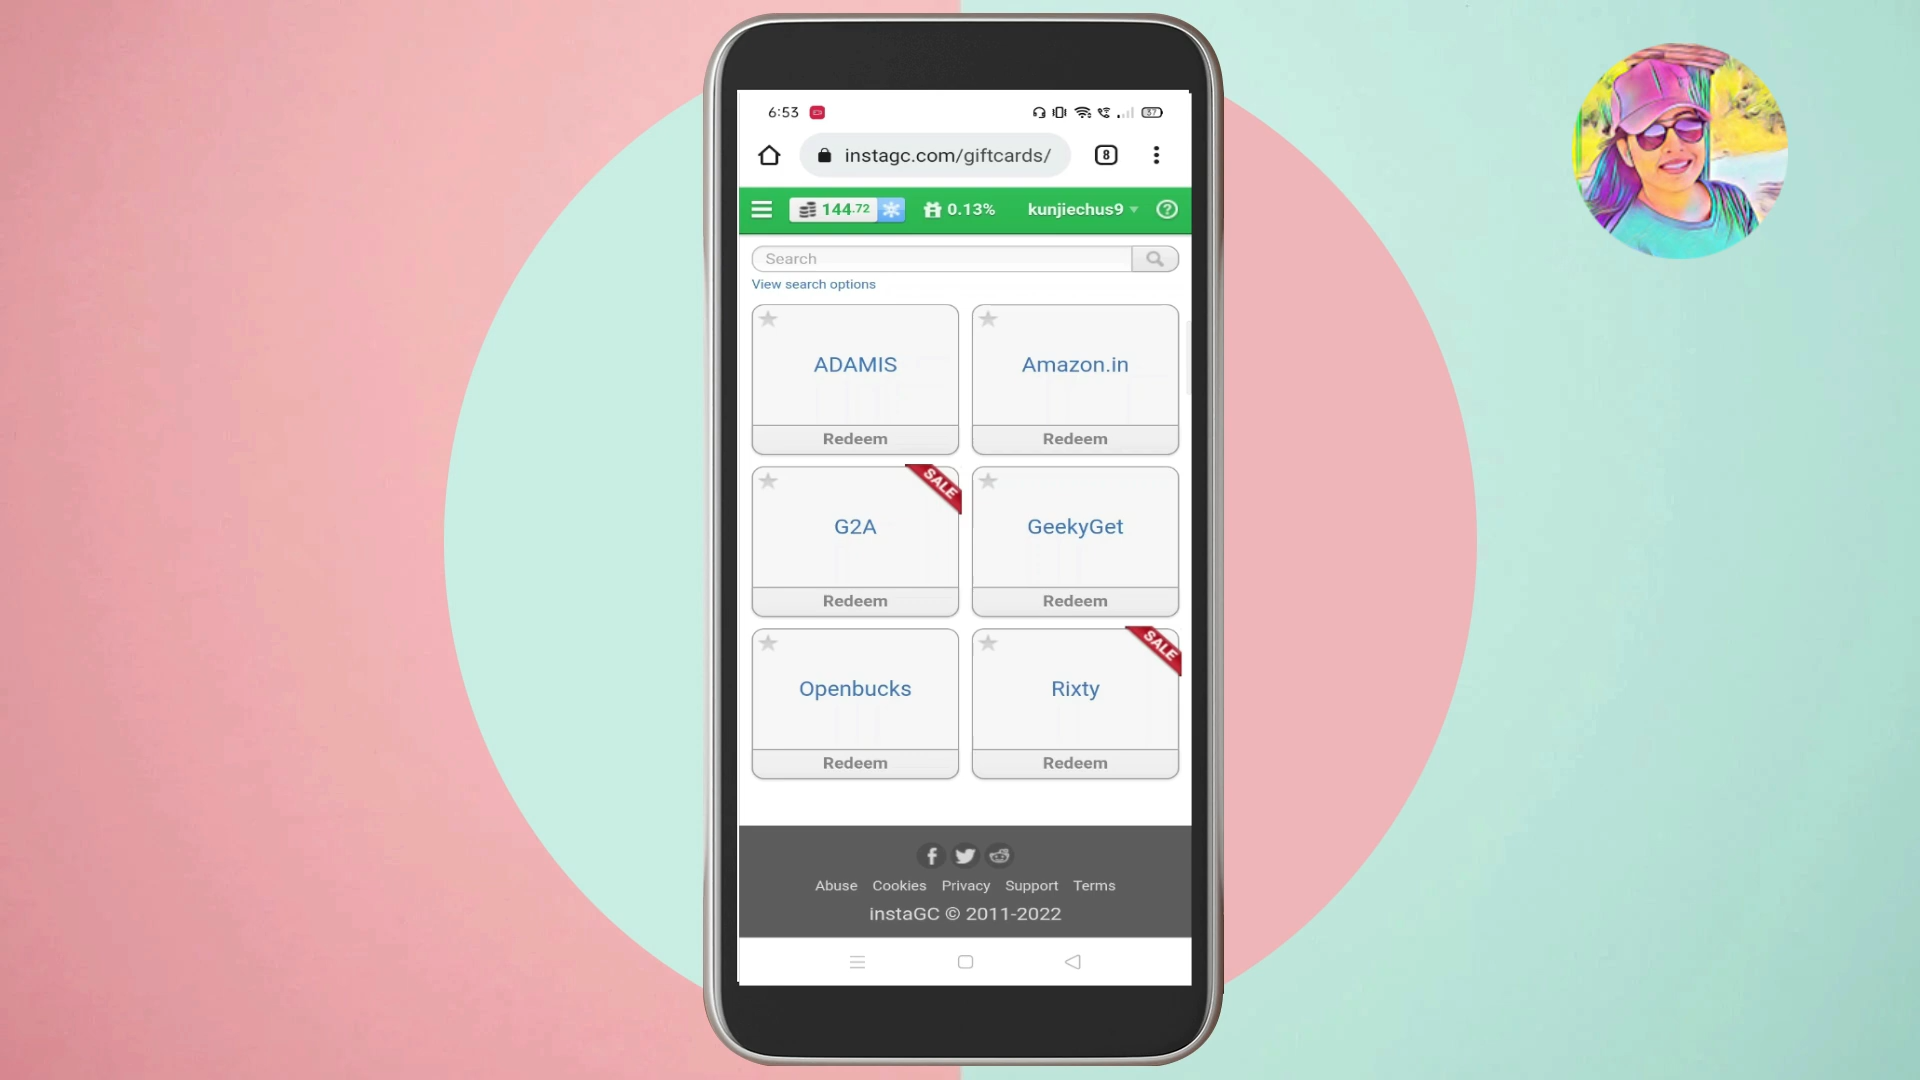 6:53
37
instagc.com/giftcards/
8
144.72
0.13%
kunjiechus9
?
Search
View search options
ADAMIS
Amazon.in
Redeem
Redeem
SALE
G2A
GeekyGet
Redeem
Redeem
SALE
Openbucks
Rixty
Redeem
Redeem
Abuse Cookies Privacy Support Terms
instaGC © 2011-2022